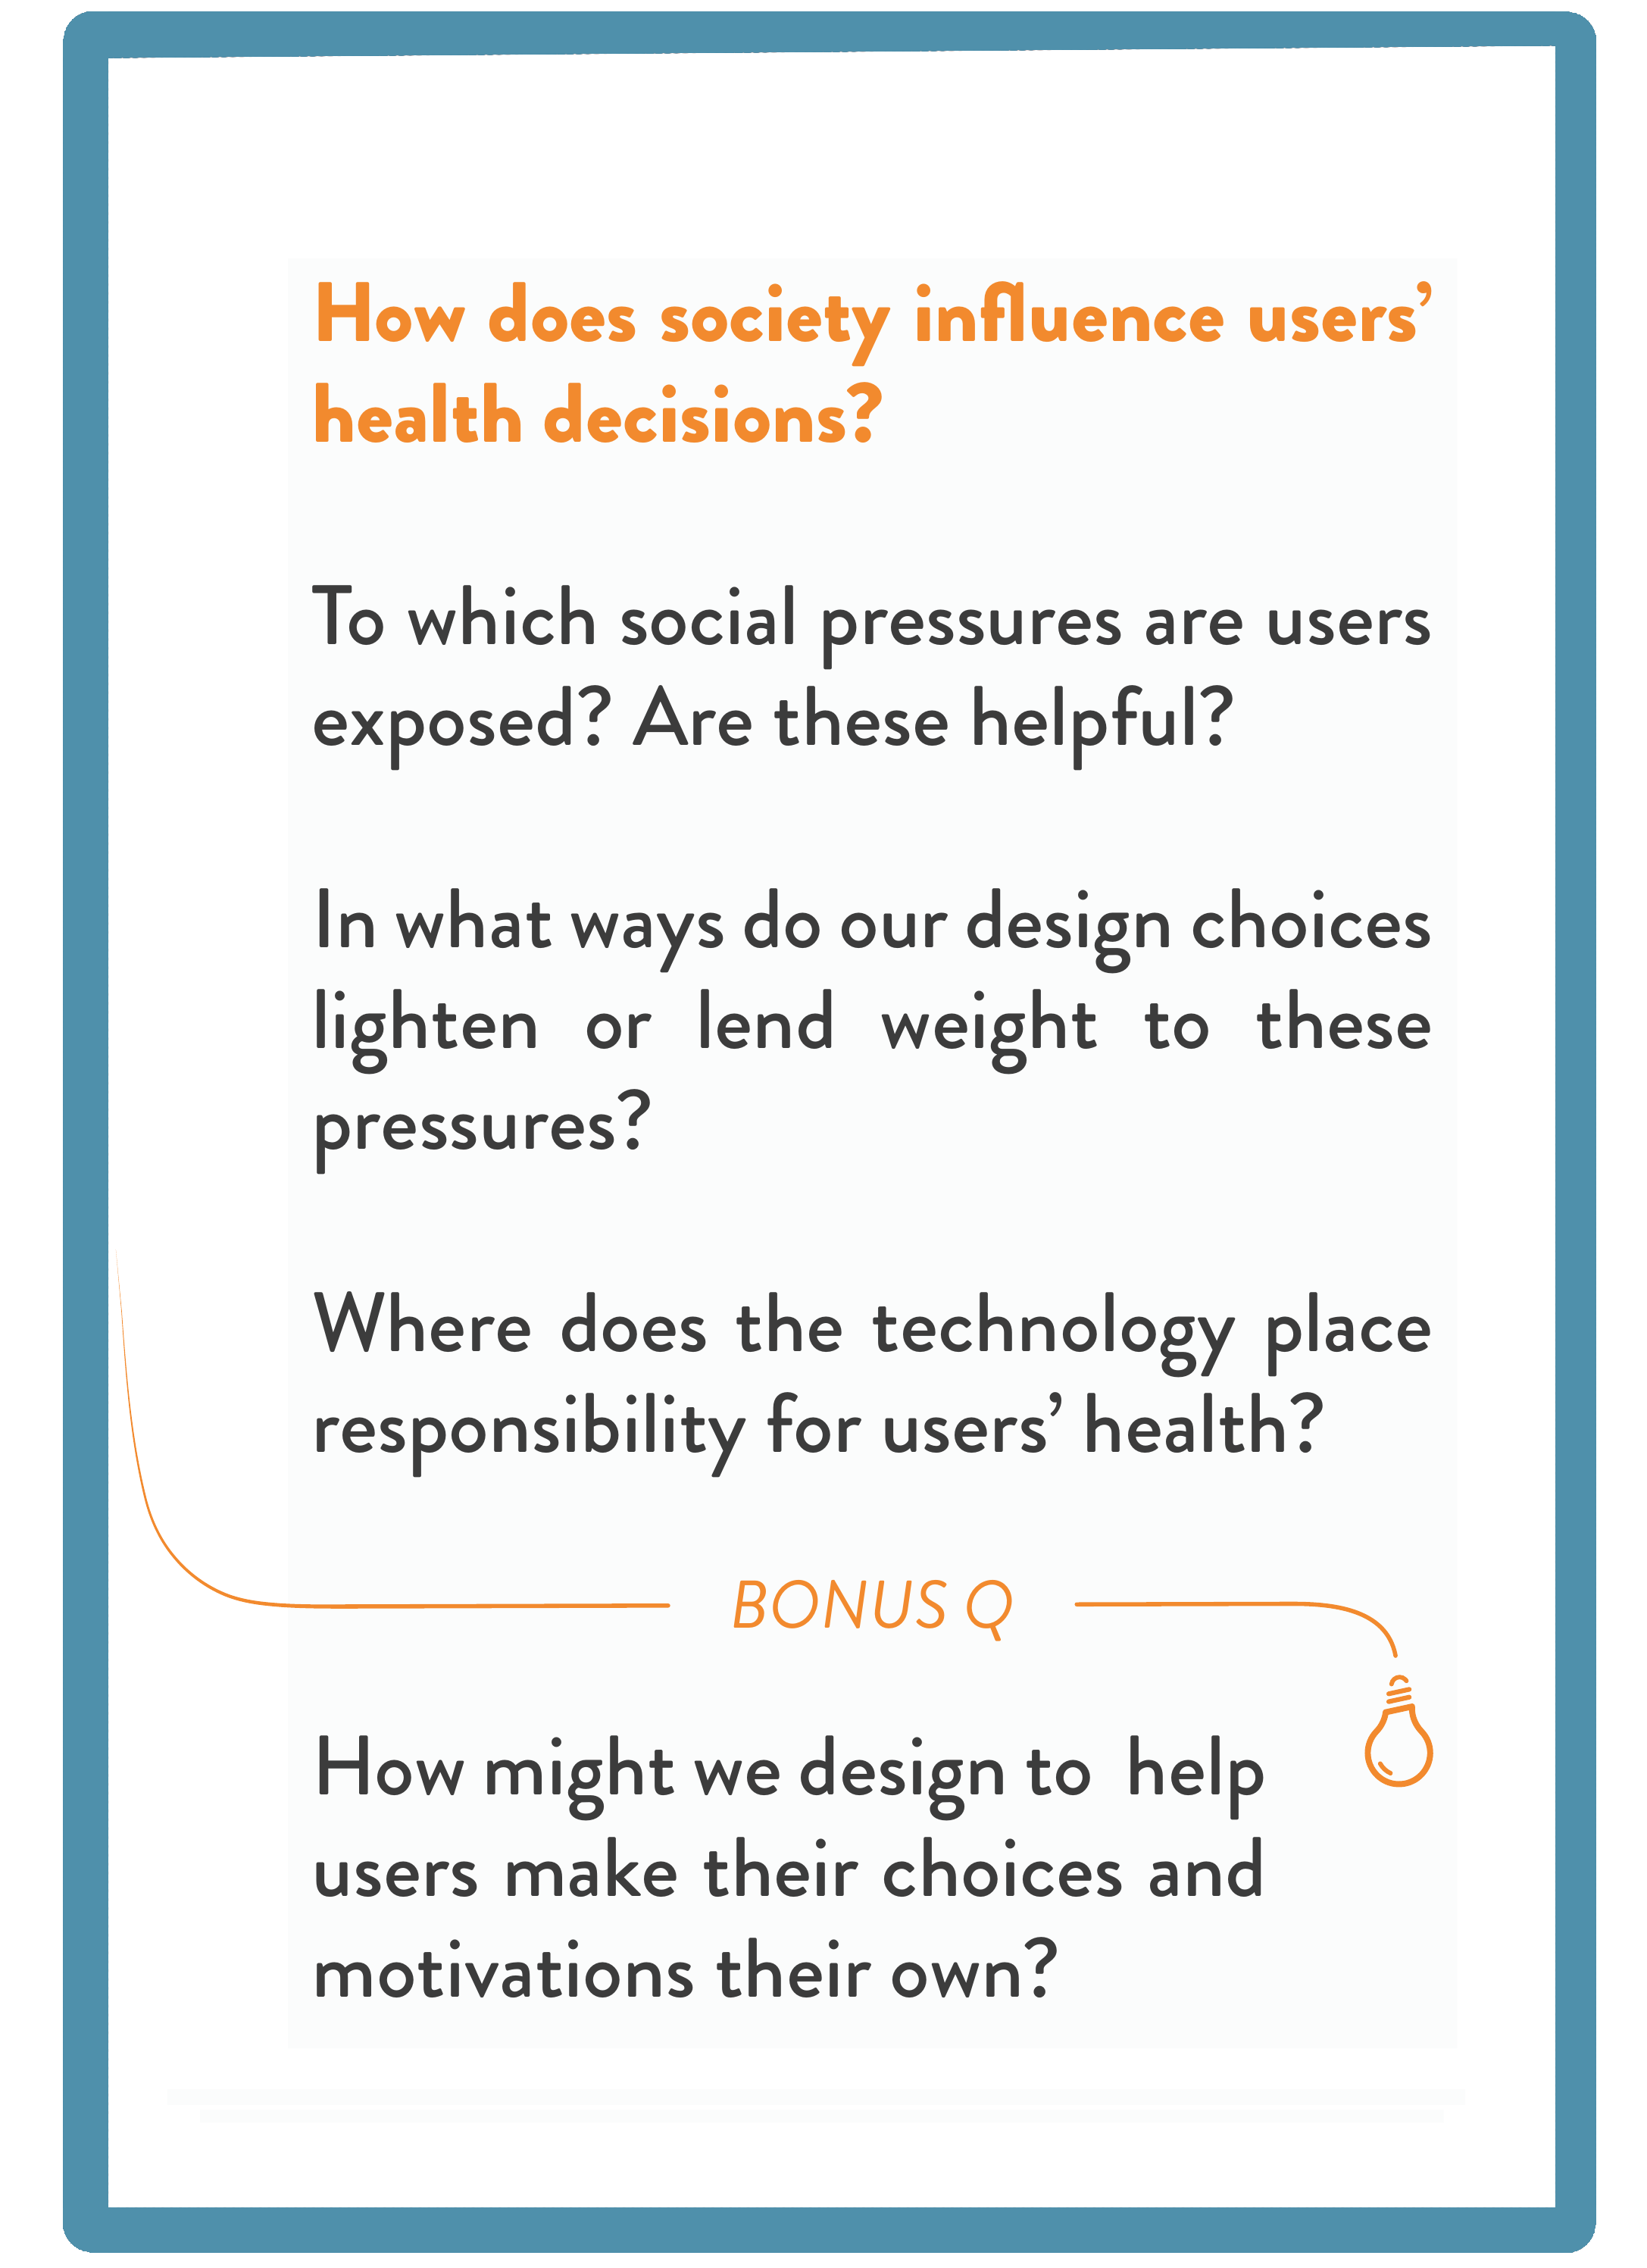 How does society influence users’
health decisions?
To which social pressures are users
exposed? Are these helpful?
In what ways do our design choices
lighten or lend weight to these
pressures?
Where does the technology place
responsibility for users’ health?
BONUS Q
How might we design to help
users make their choices and
motivations their own?